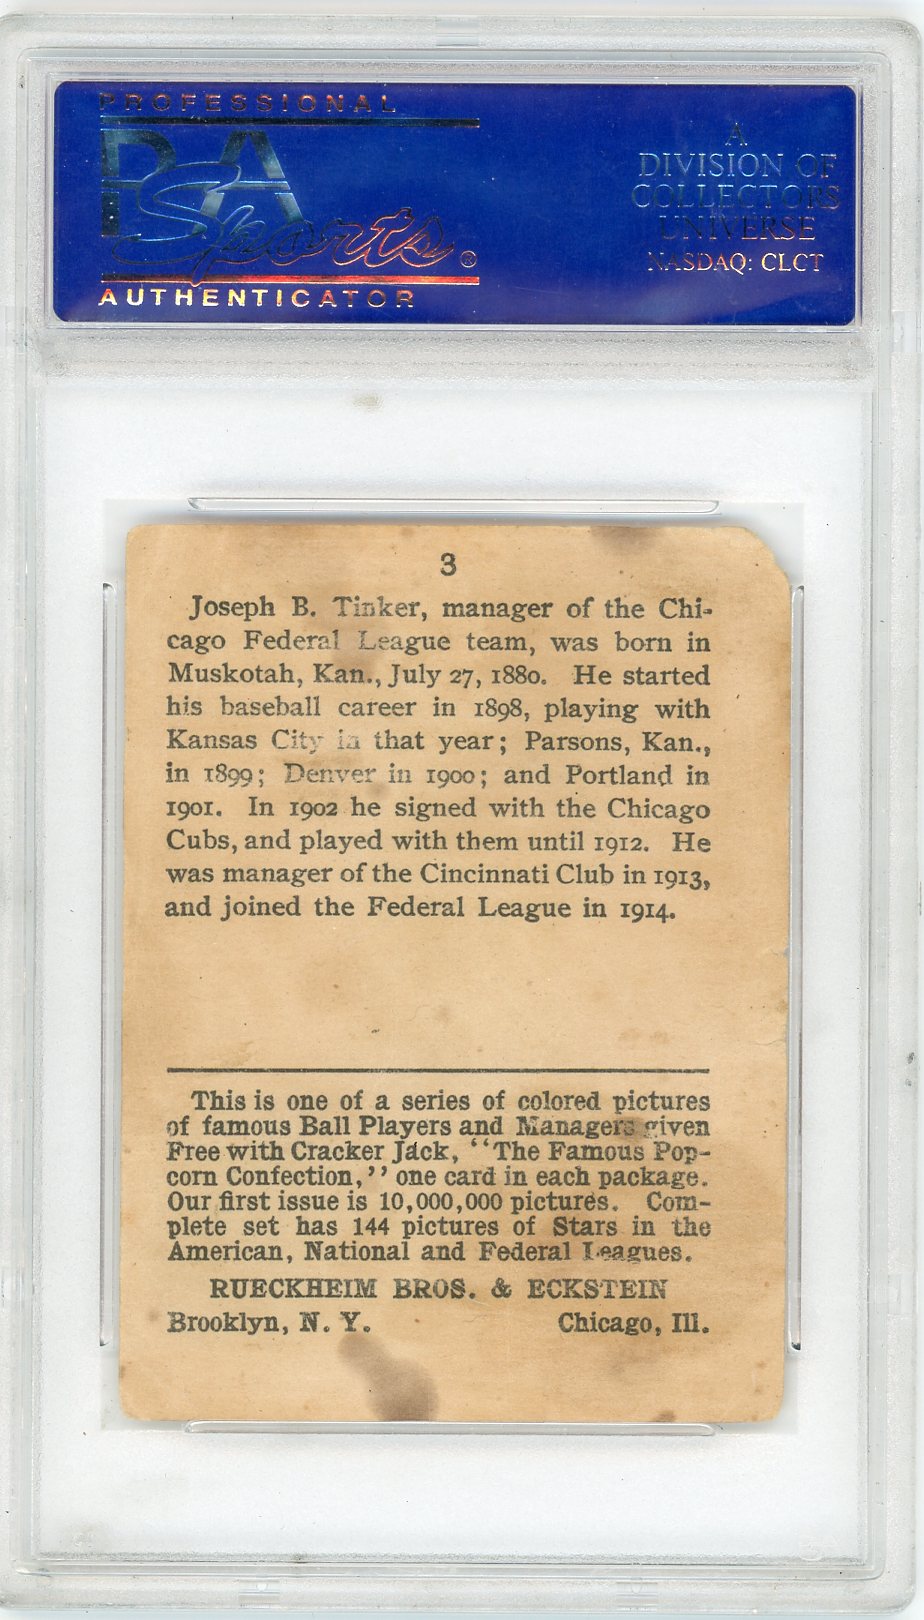 PROFESSIONAL
PSA
Sports ®
AUTHENTICATOR
A
DIVISION OF
COLLECTORS
UNIVERSE
NASDAQ: CLCT
3
Joseph B. Tinker, manager of the Chi-
cago Federal League team, was born in
Muskotah, Kan., July 27, 1880. He started
his baseball career in 1898, playing with
Kansas City in that year; Parsons, Kan.,
in 1899; Denver in 1900; and Portland in
1901. In 1902 he signed with the Chicago
Cubs, and played with them until 1912. He
was manager of the Cincinnati Club in 1913,
and joined the Federal League in 1914.
This is one of a series of colored pictures
of famous Ball Players and Managers given
Free with Cracker Jack, "The Famous Pop-
corn Confection," one card in each package.
Our first issue is 10,000,000 pictures. Com-
plete set has 144 pictures of Stars in the
American, National and Federal Leagues.
RUECKHEIM BROS. & ECKSTEIN
Brooklyn, N. Y. Chicago, Ill.